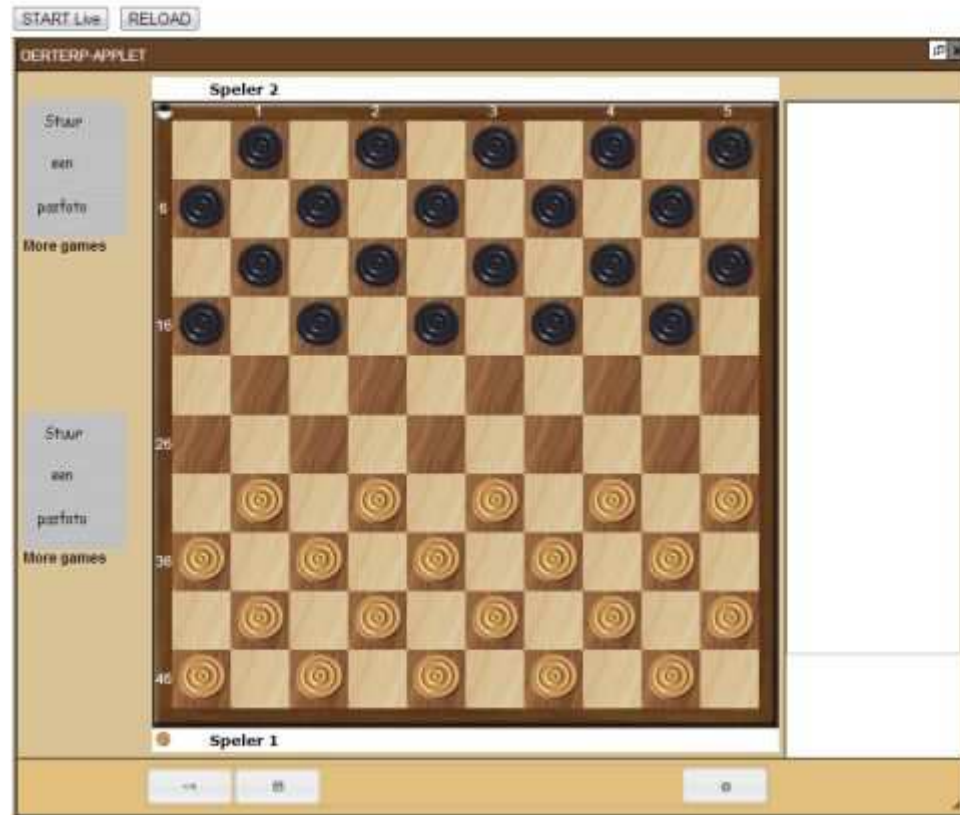 START Live RELOAD
OERTERP-APPLET
Speler 2
1 2 3 4 5
Stuur
een
pasfoto
More games
6
16
26
Stuur
een
pasfoto
More games
36
46
Speler 1